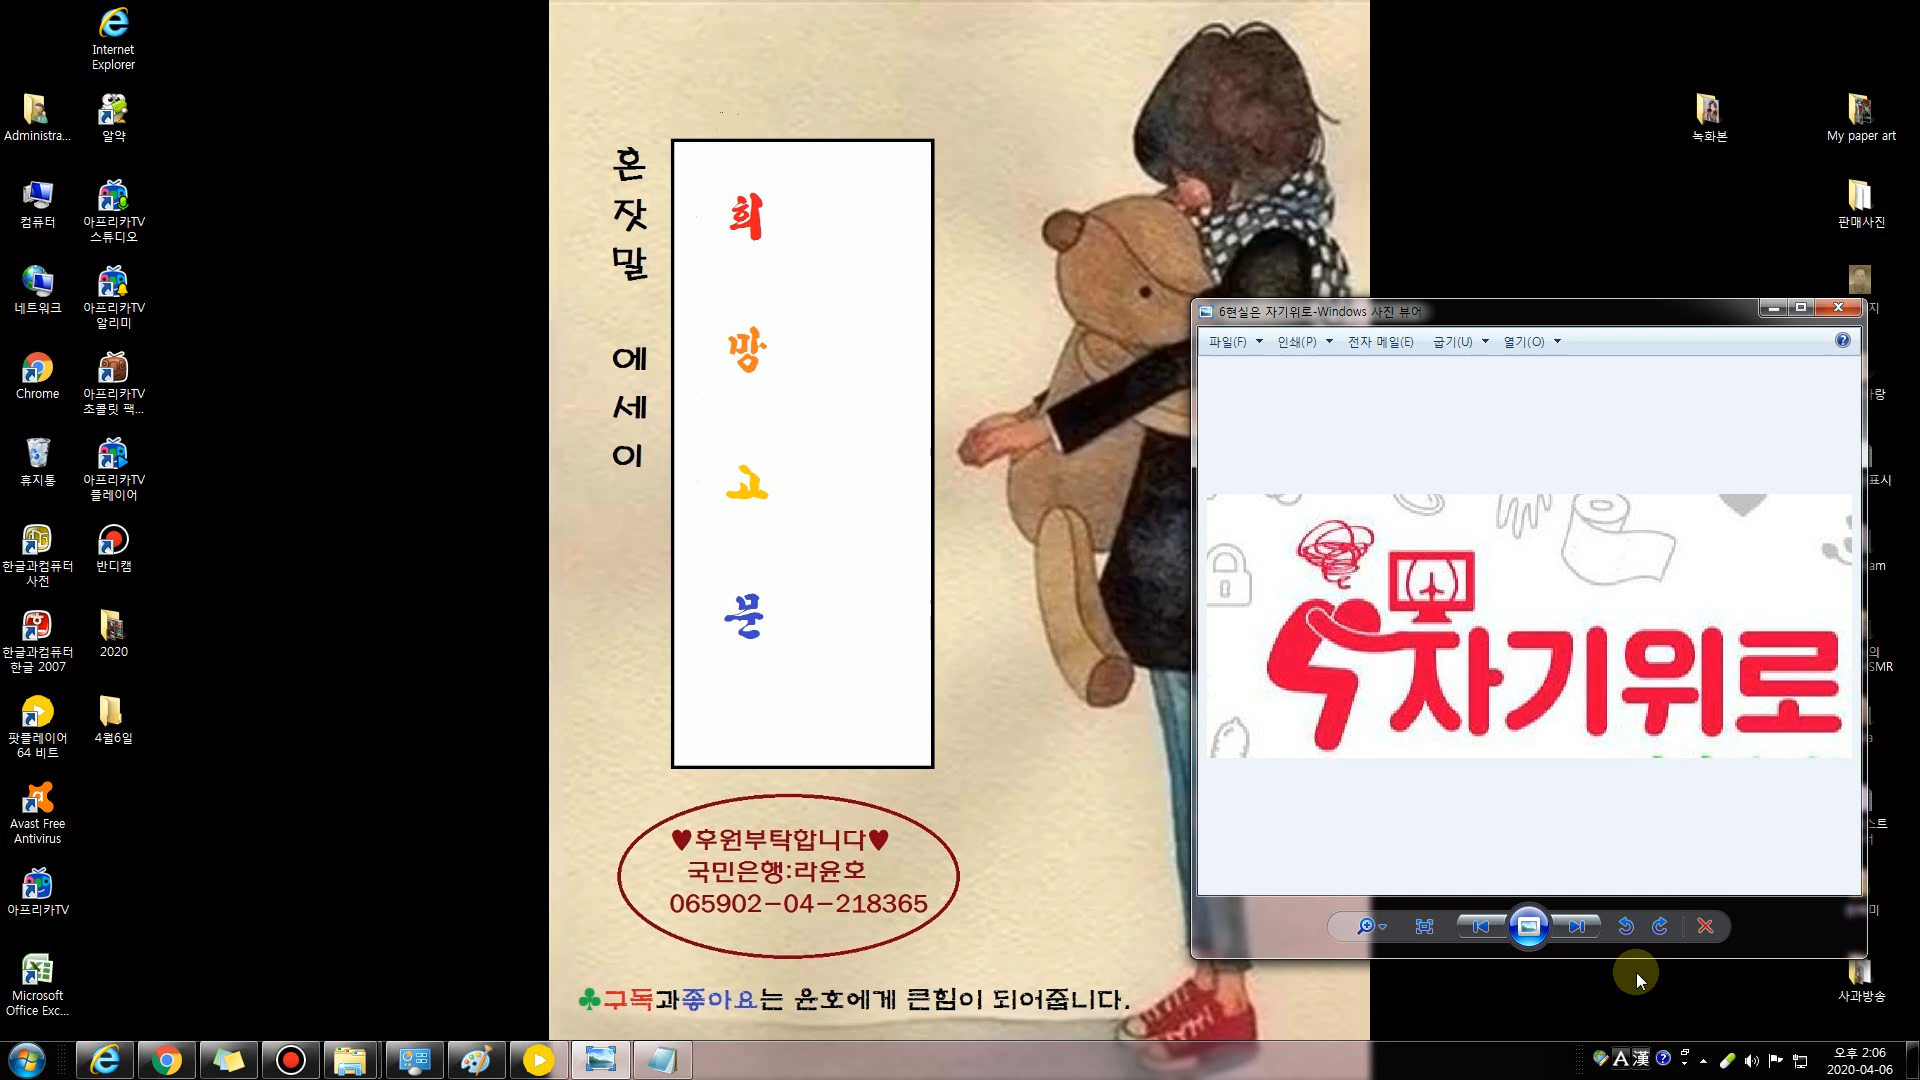 Internet
Explorer
Administra...
알약
컴퓨터
아프리카TV
스튜디오
네트워크
아프리카TV
알리미
Chrome
아프리카TV
초콜릿 팩...
휴지통
아프리카TV
플레이어
한글과컴퓨터
사전
반디캠
한글과컴퓨터
한글 2007
2020
팟플레이어
64 비트
4월6일
Avast Free
Antivirus
아프리카TV
Microsoft
Office Exc...
혼잣말 에세이
희
망
고
문
♥후원부탁합니다♥
국민은행:라윤호
065902-04-218365
♣구독과좋아요는 윤호에게 큰힘이 되어줍니다.
녹화본
My paper art
판매사진
지
6현실은 자기위로-Windows 사진 뷰어
파일(F) 인쇄(P) 전자 메일(E) 굽기(U) 열기(O)
자기위로
표시
am
의
SMR
스트
미
사과방송
A 漢
오후 2:06
2020-04-06